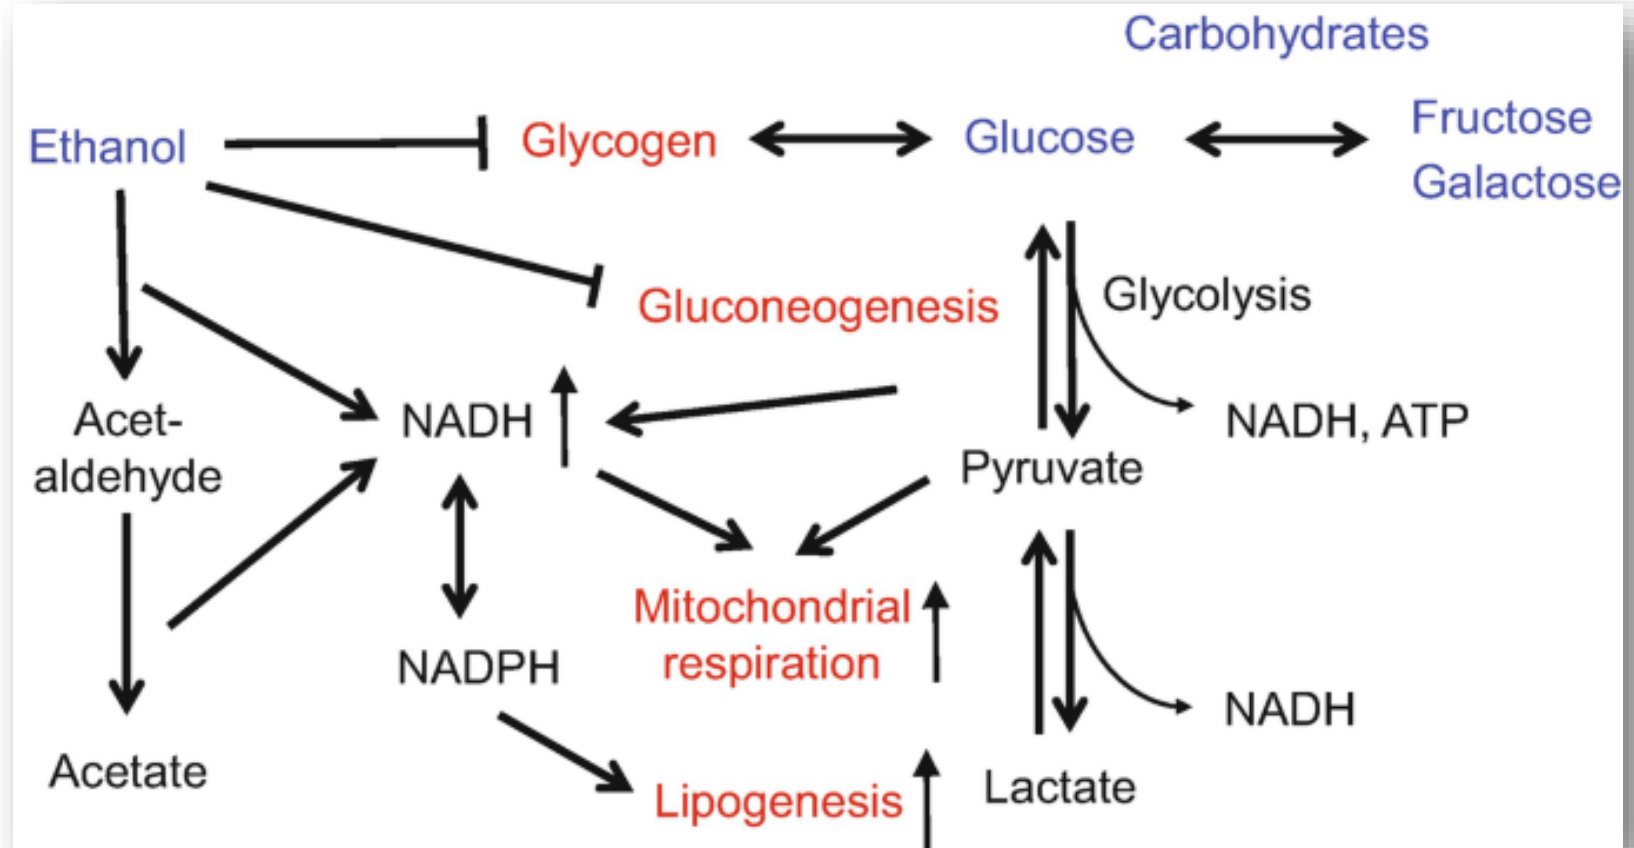 Carbohydrates
Ethanol
Glycogen
Glucose
Fructose
Galactose
Gluconeogenesis
Glycolysis
Acet-
aldehyde
NADH
NADH, ATP
Pyruvate
Mitochondrial
respiration
NADPH
NADH
Acetate
Lipogenesis
Lactate